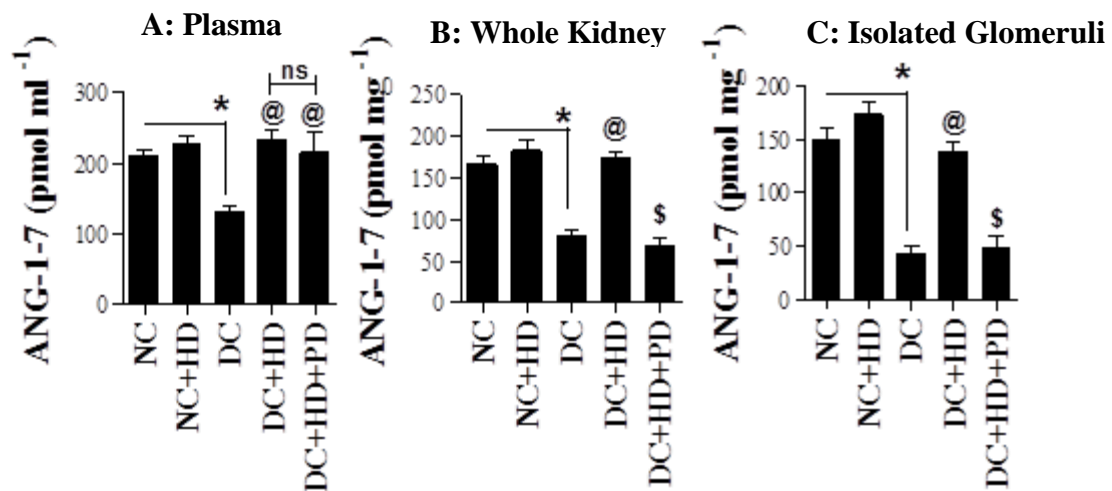 A: Plasma
ANG-1-7 (pmol ml -1)
300
200
100
0
*
ns
@
@
NC
NC+HD
DC
DC+HD
DC+HD+PD
B: Whole Kidney
ANG-1-7 (pmol mg -1)
250
200
150
100
50
0
*
@
$
NC
NC+HD
DC
DC+HD
DC+HD+PD
C: Isolated Glomeruli
ANG-1-7 (pmol mg -1)
200
150
100
50
0
*
@
$
NC
NC+HD
DC
DC+HD
DC+HD+PD